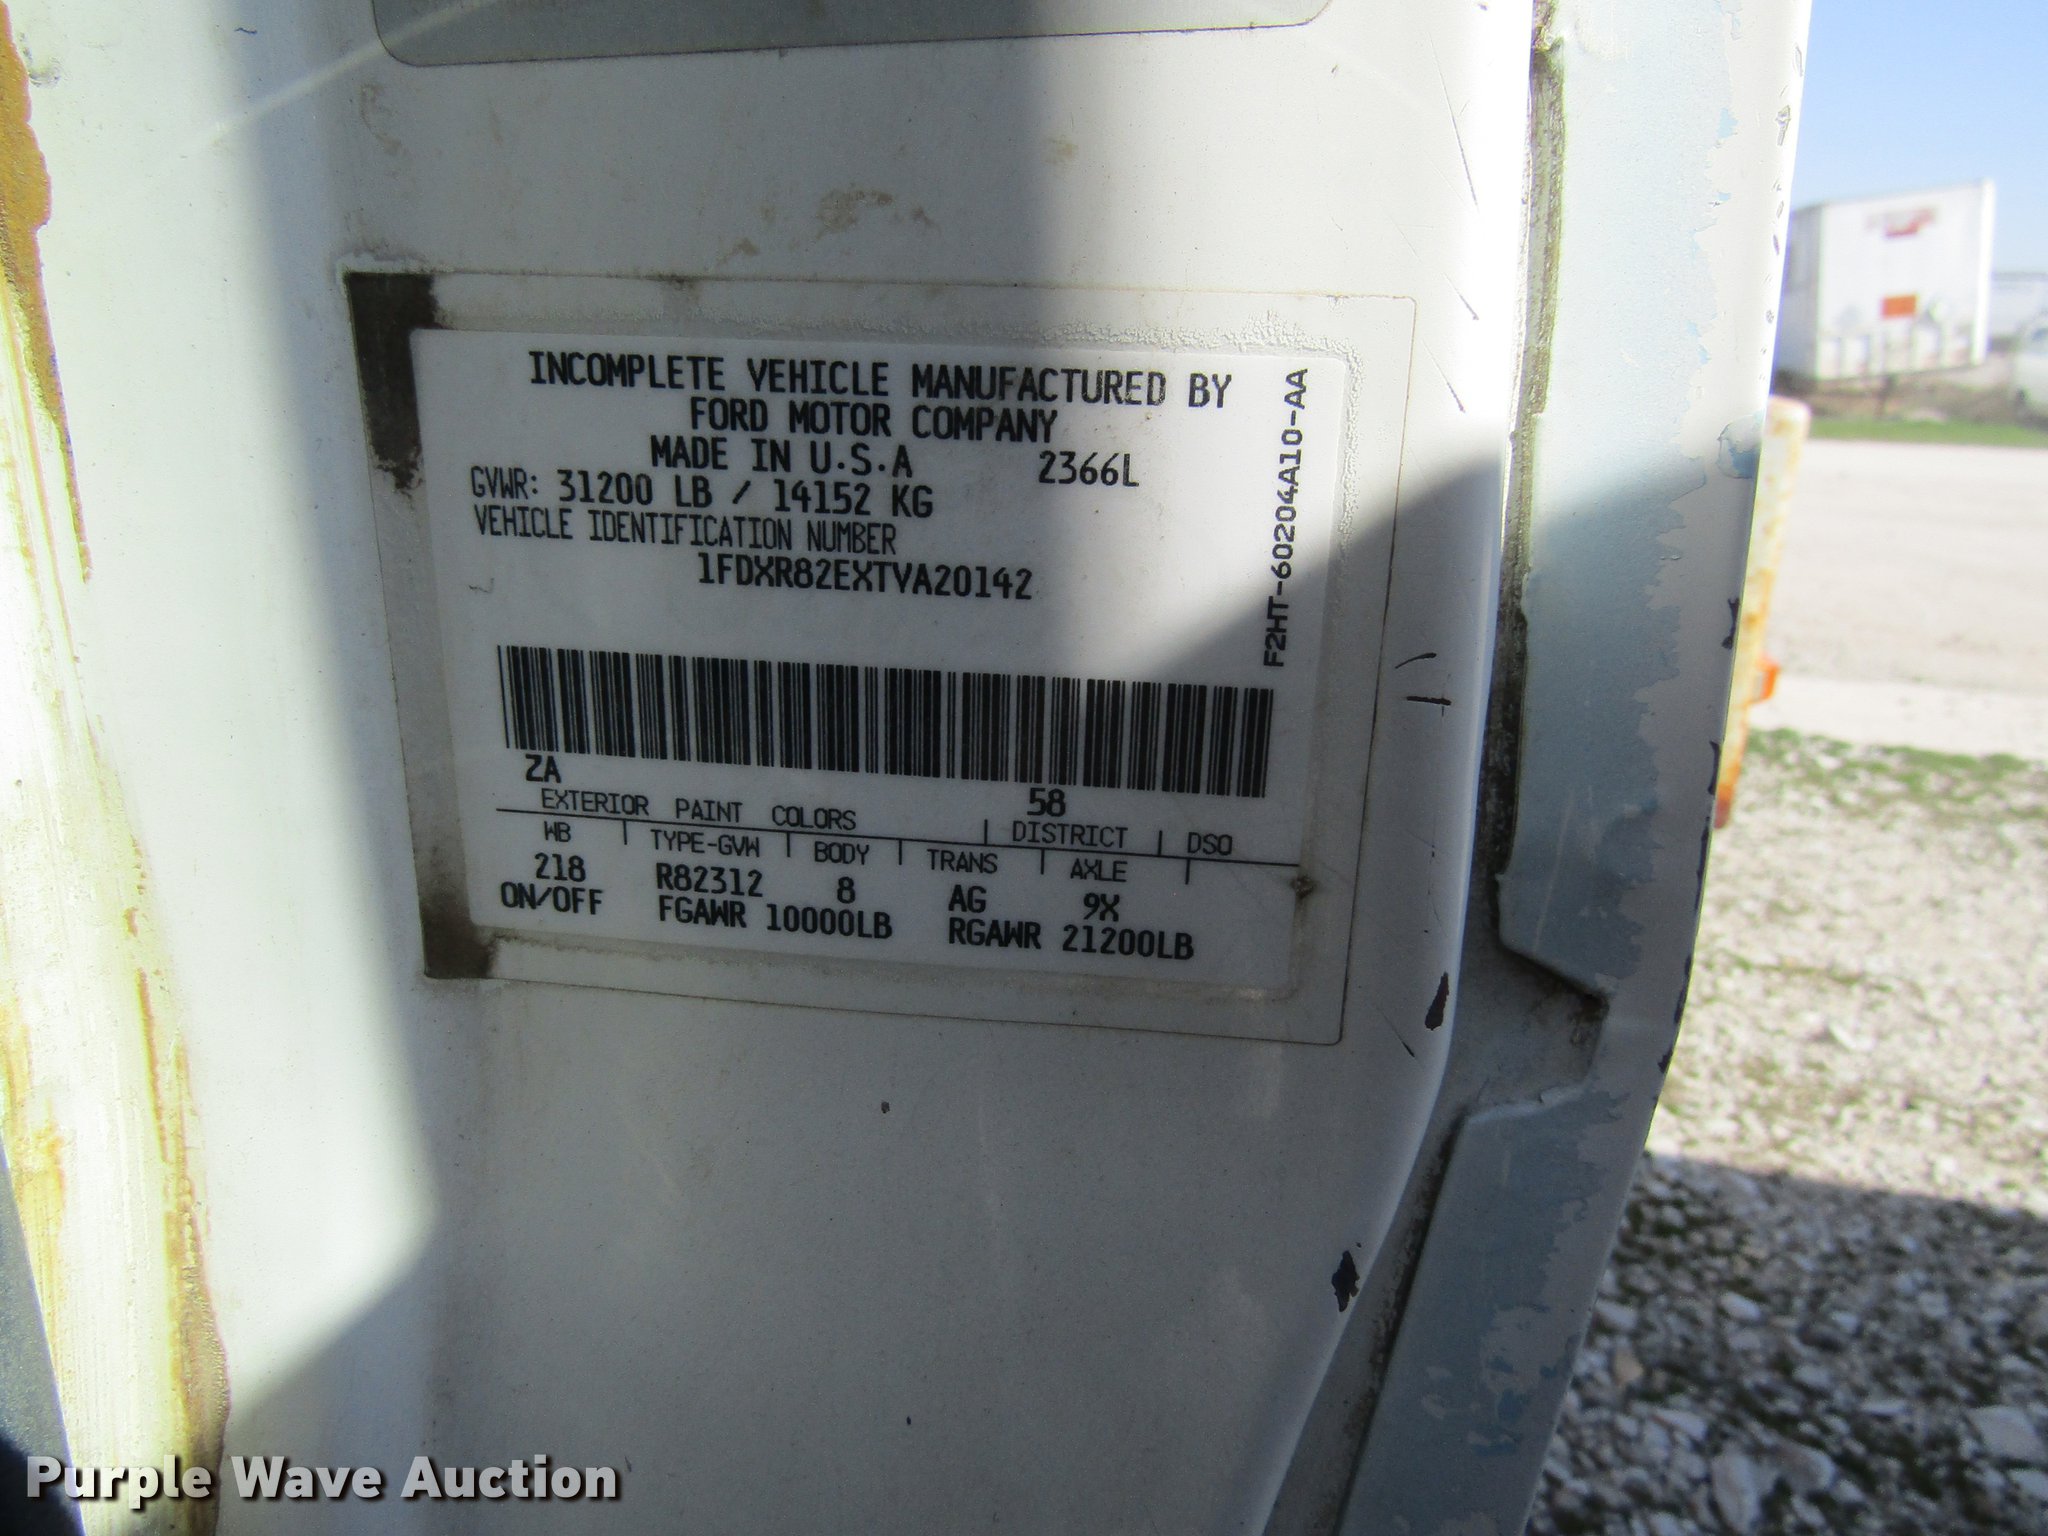 INCOMPLETE VEHICLE MANUFACTURED BY
FORD MOTOR COMPANY
MADE IN U.S.A 2366L
GVWR: 31200 LB / 14152 KG
VEHICLE IDENTIFICATION NUMBER
1FDXR82EXTVA20142
F2HT-60204A10-AA
ZA 58
EXTERIOR PAINT COLORS DISTRICT DSO
WB TYPE-GVW BODY TRANS AXLE
218 R82312 8 AG 9X
ON/OFF FGAWR 10000LB RGAWR 21200LB
Purple Wave Auction